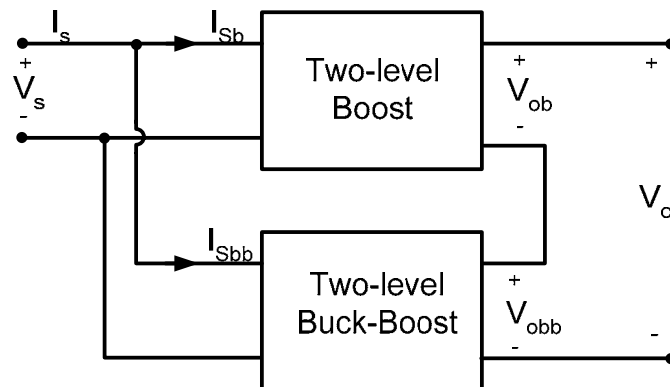 I_s
I_Sb
+
V_s
-
Two-level
Boost
+
V_ob
-
+
V_o
-
I_Sbb
Two-level
Buck-Boost
+
V_obb
-